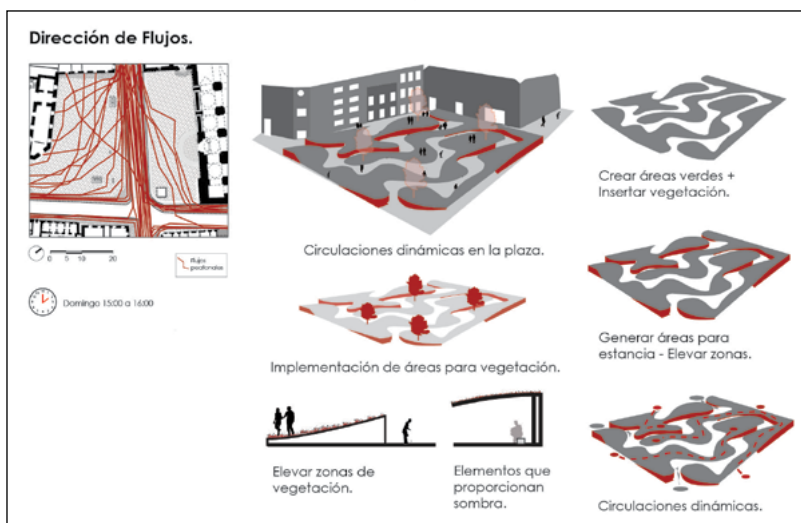 Dirección de Flujos.
0 5 10 20
Flujos
peatonales
Domingo 15:00 a 16:00
Circulaciones dinámicas en la plaza.
Implementación de áreas para vegetación.
Elevar zonas de
vegetación.
Elementos que
proporcionan
sombra.
Crear áreas verdes +
Insertar vegetación.
Generar áreas para
estancia - Elevar zonas.
Circulaciones dinámicas.